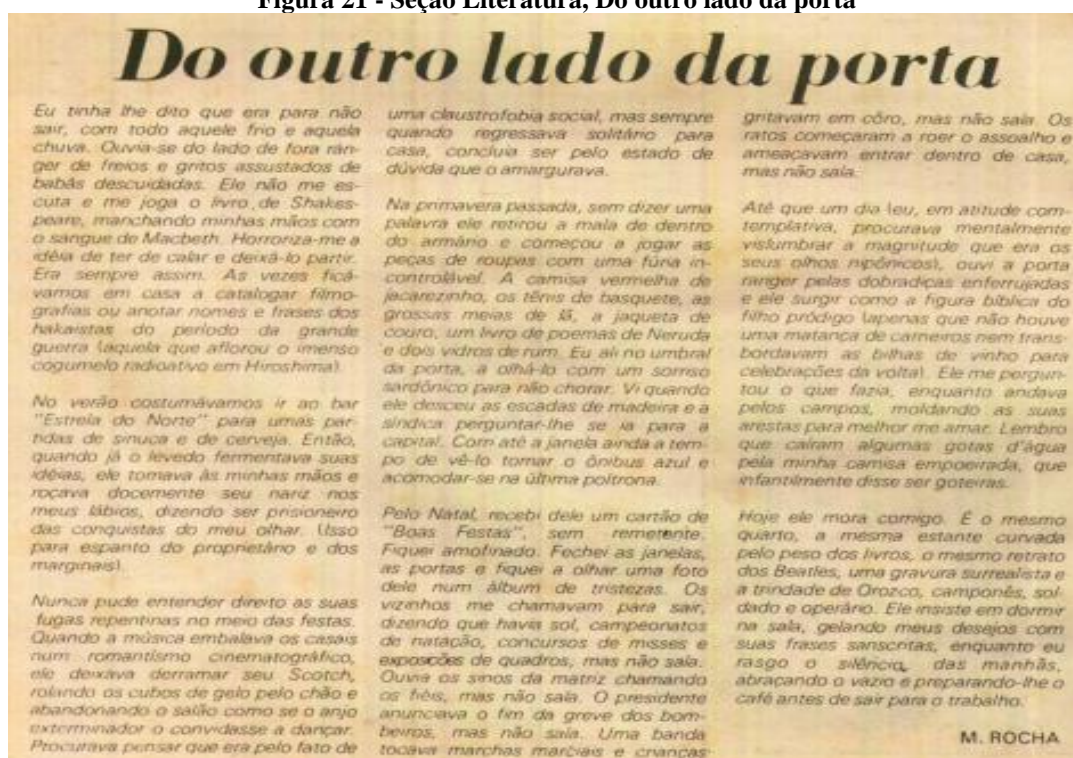 Figura 21 - Seção Literatura, Do outro lado da porta
Do outro lado da porta
Eu tinha lhe dito que era para não
sair, com todo aquele frio e aquela
chuva. Ouvia-se do lado de fora ran-
ger de freios e gritos assustados de
babás descuidadas. Ele não me es-
cuta e me joga o livro de Shakes-
peare, manchando minhas mãos com
o sangue de Macbeth. Horroriza-me a
idéia de ter de calar e deixá-lo partir.
Era sempre assim. As vezes ficá-
vamos em casa a catalogar filmo-
grafias ou anotar nomes e frases dos
hakaistas do período da grande
guerra (aquela que aflorou o imenso
cogumelo radioativo em Hiroshima).
No verão costumávamos ir ao bar
"Estrela do Norte" para umas par-
tidas de sinuca e de cerveja. Então,
quando já o levedo fermentava suas
idéias, ele tomava às minhas mãos e
roçava docemente seu nariz nos
meus lábios, dizendo ser prisioneiro
das conquistas do meu olhar. (Isso
para espanto do proprietário e dos
marginais).
Nunca pude entender direito as suas
fugas repentinas no meio das festas.
Quando a música embalava os casais
num romantismo cinematográfico,
ele deixava derramar seu Scotch,
rolando os cubos de gelo pelo chão e
abandonando o salão como se o anjo
exterminador o convidasse a dançar.
Procurava pensar que era pelo fato de
uma claustrofobia social, mas sempre
quando regressava solitário para
casa, concluía ser pelo estado de
dúvida que o amargurava.
Na primavera passada, sem dizer uma
palavra ele retirou a mala de dentro
do armário e começou a jogar as
peças de roupas com uma fúria in-
controlável. A camisa vermelha de
jacarezinho, os tênis de basquete, as
grossas meias de lã, a jaqueta de
couro, um livro de poemas de Neruda
e dois vidros de rum. Eu ali no umbral
da porta, a olhá-lo com um sorriso
sardônico para não chorar. Vi quando
ele desceu as escadas de madeira e a
síndica perguntar-lhe se ia para a
capital. Corri até a janela ainda a tem-
po de vê-lo tomar o ônibus azul e
acomodar-se na última poltrona.
Pelo Natal, recebi dele um cartão de
"Boas Festas", sem remetente.
Fiquei amofinado. Fechei as janelas,
as portas e fiquei a olhar uma foto
dele num álbum de tristezas. Os
vizinhos me chamavam para sair,
dizendo que havia sol, campeonatos
de natação, concursos de misses e
exposições de quadros, mas não saía.
Ouvia os sinos da matriz chamando
os fiéis, mas não saía. O presidente
anunciava o fim da greve dos bom-
beiros, mas não saía. Uma banda
tocava marchas marciais e crianças
gritavam em côro, mas não saía. Os
ratos começaram a roer o assoalho e
ameaçavam entrar dentro de casa,
mas não saía.
Até que um dia (eu, em atitude com-
templativa, procurava mentalmente
vislumbrar a magnitude que era os
seus olhos nipônicos), ouvi a porta
ranger pelas dobradiças enferrujadas
e ele surgir como a figura bíblica do
filho pródigo (apenas que não houve
uma matança de carneiros nem trans-
bordavam as bilhas de vinho para
celebrações da volta). Ele me pergun-
tou o que fazia, enquanto andava
pelos campos, moldando as suas
arestas para melhor me amar. Lembro
que caíram algumas gotas d'água
pela minha camisa empoeirada, que
infantilmente disse ser goteiras.
Hoje ele mora comigo. É o mesmo
quarto, a mesma estante curvada
pelo peso dos livros, o mesmo retrato
dos Beatles, uma gravura surrealista e
a trindade de Orozco, camponês, sol-
dado e operário. Ele insiste em dormir
na sala, gelando meus desejos com
suas frases sanscritas, enquanto eu
rasgo o silêncio, das manhãs,
abraçando o vazio e preparando-lhe o
café antes de sair para o trabalho.
M. ROCHA